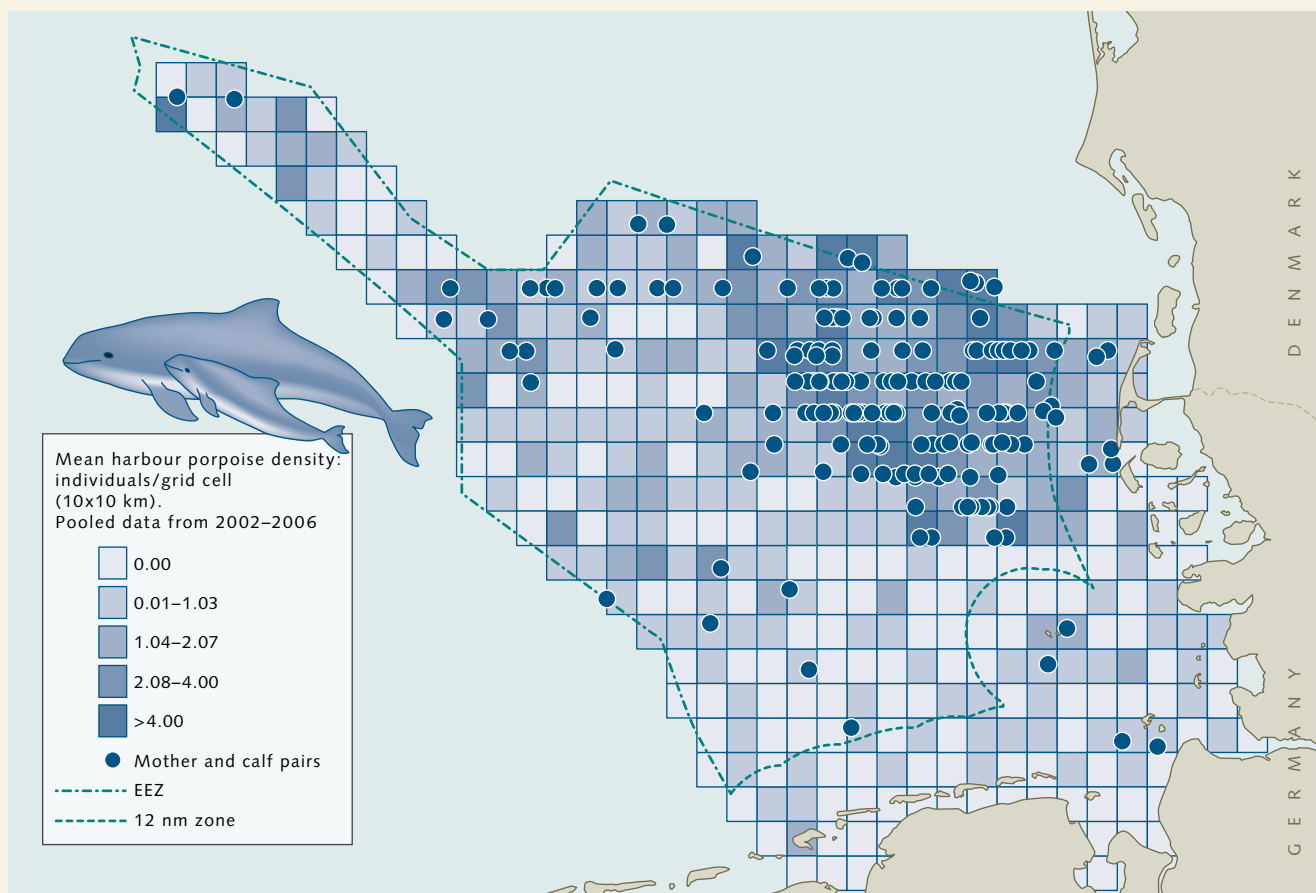 Mean harbour porpoise density:
individuals/grid cell
(10x10 km).
Pooled data from 2002–2006
0.00
0.01–1.03
1.04–2.07
2.08–4.00
>4.00
Mother and calf pairs
EEZ
12 nm zone
DENMARK
GERMANY